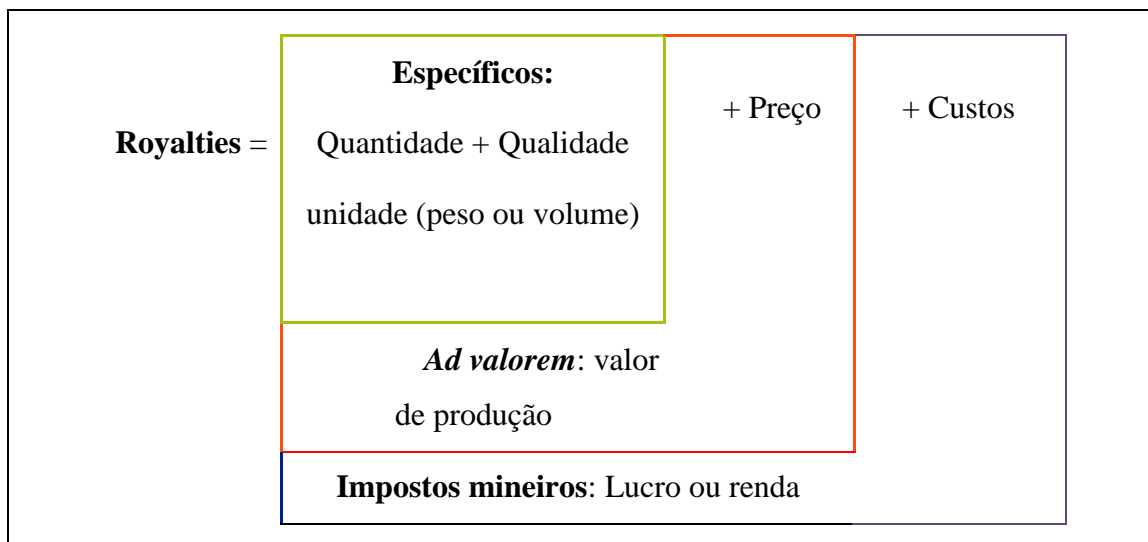 Específicos:
+ Preço
+ Custos
Royalties =
Quantidade + Qualidade
unidade (peso ou volume)
Ad valorem: valor
de produção
Impostos mineiros: Lucro ou renda